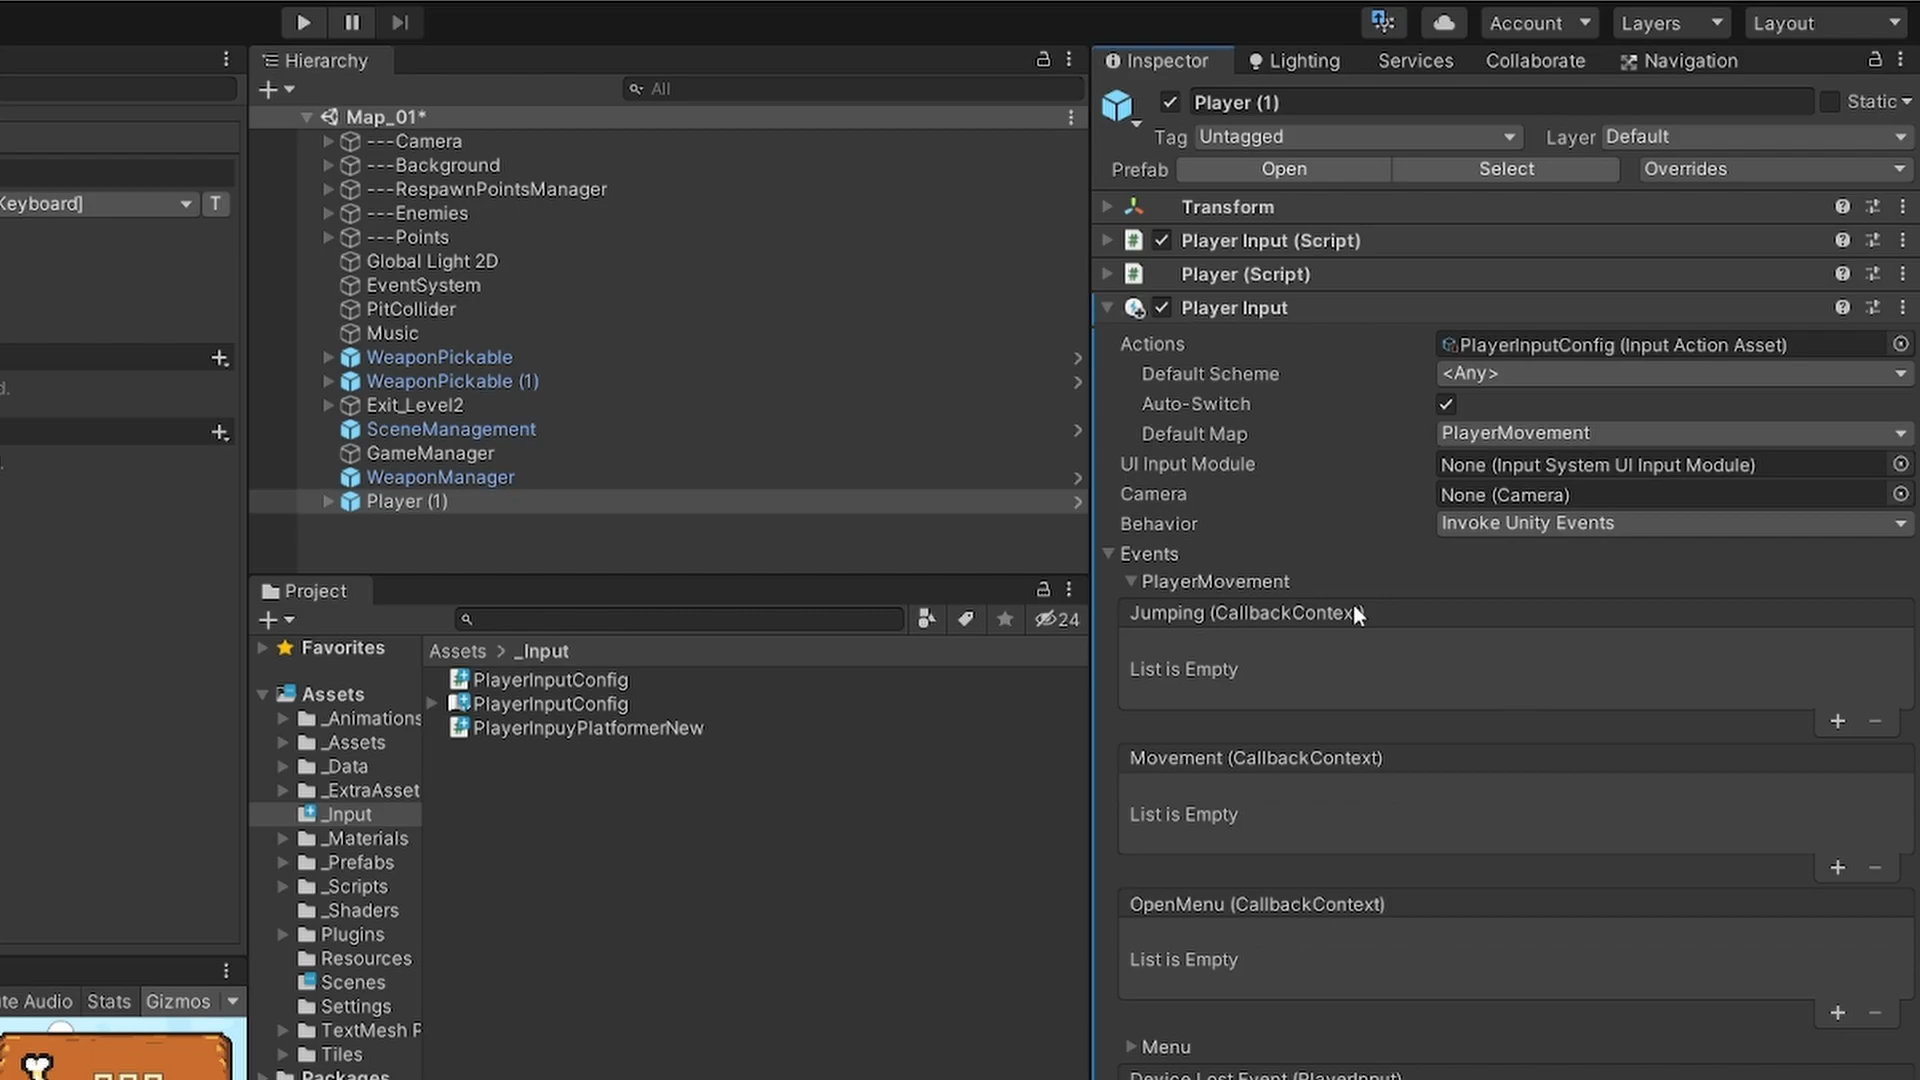 Account
Layers
Layout
Keyboard]
T
d.
Mute Audio
Stats
Gizmos
Hierarchy
All
Map_01*
---Camera
---Background
---RespawnPointsManager
---Enemies
---Points
Global Light 2D
EventSystem
PitCollider
Music
WeaponPickable
WeaponPickable (1)
Exit_Level2
SceneManagement
GameManager
WeaponManager
Player (1)
Project
24
Favorites
Assets
_Animations
_Assets
_Data
_ExtraAsset
_Input
_Materials
_Prefabs
_Scripts
_Shaders
Plugins
Resources
Scenes
Settings
TextMesh P
Tiles
Packages
Assets > _Input
PlayerInputConfig
PlayerInputConfig
PlayerInpuyPlatformerNew
Inspector
Lighting
Services
Collaborate
Navigation
Player (1)
Static
Tag Untagged
Layer Default
Prefab Open Select Overrides
Transform
Player Input (Script)
Player (Script)
Player Input
Actions PlayerInputConfig (Input Action Asset)
Default Scheme <Any>
Auto-Switch
Default Map PlayerMovement
UI Input Module None (Input System UI Input Module)
Camera None (Camera)
Behavior Invoke Unity Events
Events
PlayerMovement
Jumping (CallbackContext)
List is Empty
Movement (CallbackContext)
List is Empty
OpenMenu (CallbackContext)
List is Empty
Menu
Device Lost Event (PlayerInput)